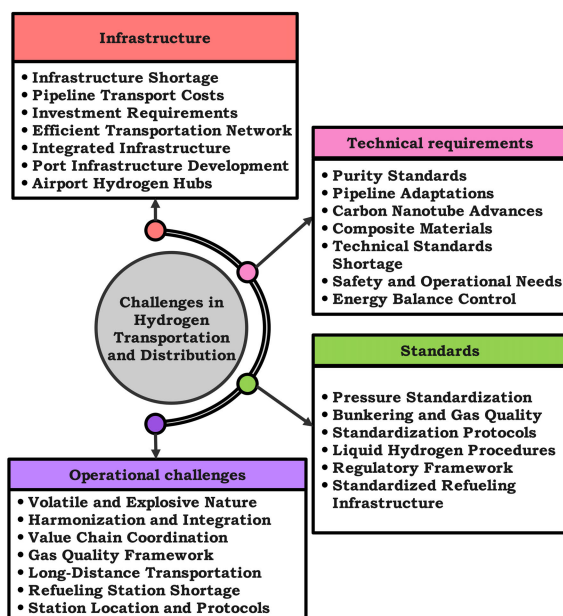 Infrastructure
• Infrastructure Shortage
• Pipeline Transport Costs
• Investment Requirements
• Efficient Transportation Network
• Integrated Infrastructure
• Port Infrastructure Development
• Airport Hydrogen Hubs
Technical requirements
• Purity Standards
• Pipeline Adaptations
• Carbon Nanotube Advances
• Composite Materials
• Technical Standards
Shortage
• Safety and Operational Needs
• Energy Balance Control
Challenges in
Hydrogen
Transportation
and Distribution
Standards
• Pressure Standardization
• Bunkering and Gas Quality
• Standardization Protocols
• Liquid Hydrogen Procedures
• Regulatory Framework
• Standardized Refueling
Infrastructure
Operational challenges
• Volatile and Explosive Nature
• Harmonization and Integration
• Value Chain Coordination
• Gas Quality Framework
• Long-Distance Transportation
• Refueling Station Shortage
• Station Location and Protocols